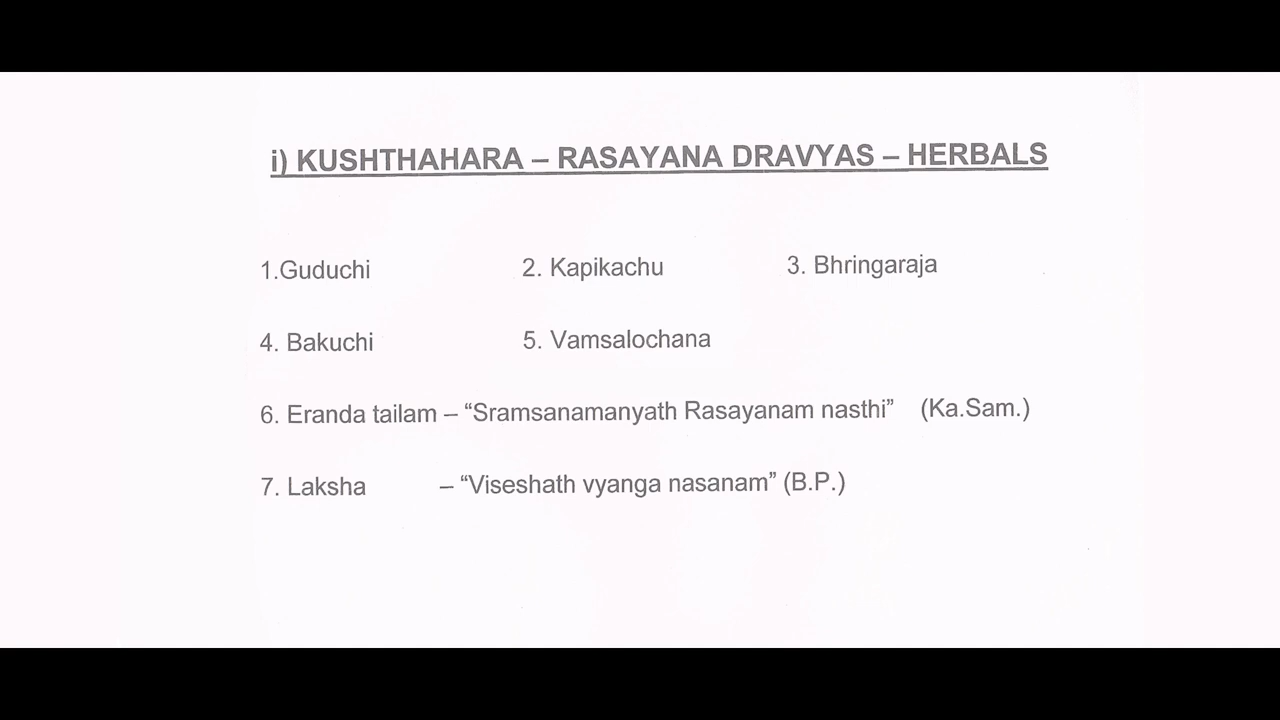 i) KUSHTHAHARA – RASAYANA DRAVYAS – HERBALS
1.Guduchi 2. Kapikachu 3. Bhringaraja
4. Bakuchi 5. Vamsalochana
6. Eranda tailam – “Sramsanamanyath Rasayanam nasthi” (Ka.Sam.)
7. Laksha – “Viseshath vyanga nasanam” (B.P.)